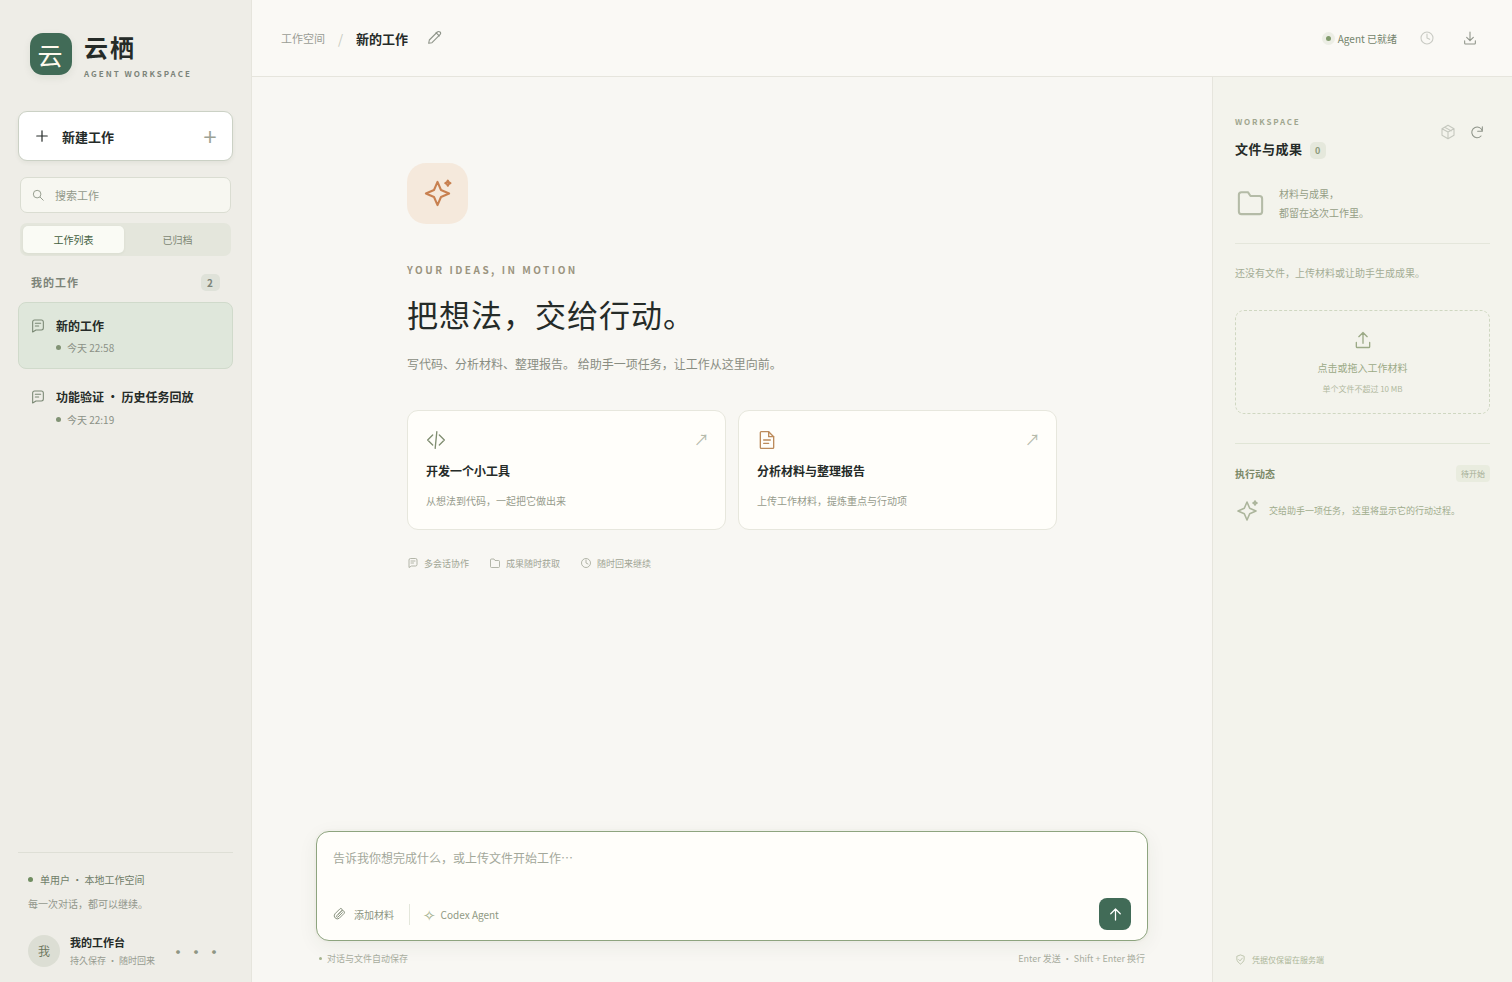 云
云栖
AGENT WORKSPACE
新建工作
搜索工作
工作列表
已归档
我的工作
2
新的工作
今天 22:58
功能验证 · 历史任务回放
今天 22:19
单用户 · 本地工作空间
每一次对话，都可以继续。
我
我的工作台
持久保存 · 随时回来
工作空间 / 新的工作
Agent 已就绪
YOUR IDEAS, IN MOTION
把想法，交给行动。
写代码、分析材料、整理报告。 给助手一项任务，让工作从这里向前。
开发一个小工具
从想法到代码，一起把它做出来
分析材料与整理报告
上传工作材料，提炼重点与行动项
多会话协作
成果随时获取
随时回来继续
告诉我你想完成什么，或上传文件开始工作…
添加材料
Codex Agent
对话与文件自动保存
Enter 发送 · Shift + Enter 换行
WORKSPACE
文件与成果 0
材料与成果，
都留在这次工作里。
还没有文件，上传材料或让助手生成成果。
点击或拖入工作材料
单个文件不超过 10 MB
执行动态
待开始
交给助手一项任务， 这里将显示它的行动过程。
凭据仅保留在服务端